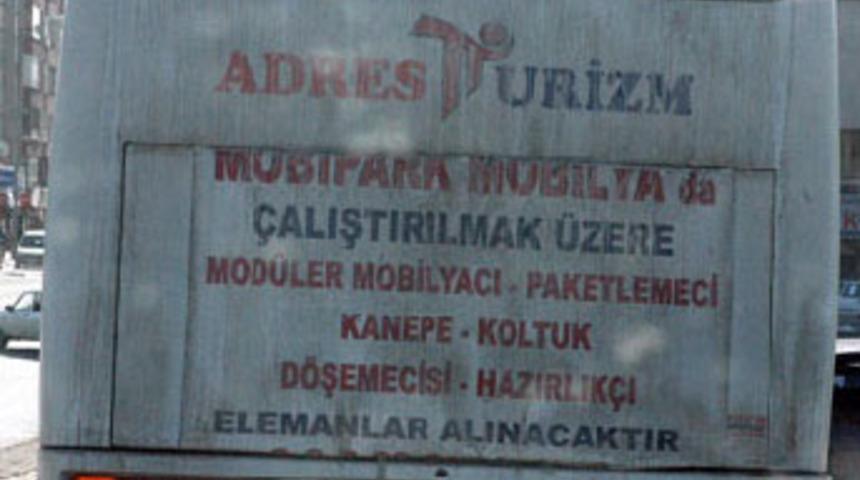 ADRES TURİZM
MOBİPARK MOBİLYA'da
ÇALIŞTIRILMAK ÜZERE
MODÜLER MOBİLYACI - PAKETLEMECİ
KANEPE - KOLTUK
DÖŞEMECİSİ - HAZIRLIKÇI
ELEMANLAR ALINACAKTIR